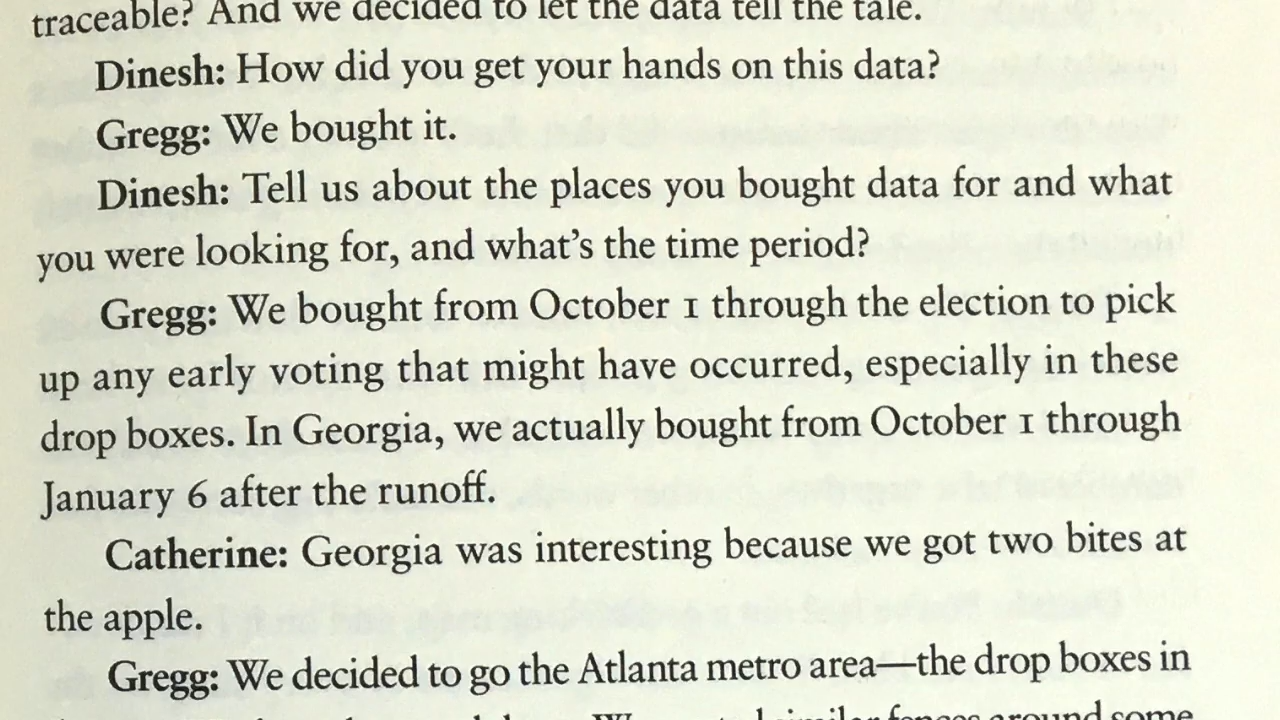 traceable? And we decided to let the data tell the tale.
Dinesh: How did you get your hands on this data?
Gregg: We bought it.
Dinesh: Tell us about the places you bought data for and what
you were looking for, and what’s the time period?
Gregg: We bought from October 1 through the election to pick
up any early voting that might have occurred, especially in these
drop boxes. In Georgia, we actually bought from October 1 through
January 6 after the runoff.
Catherine: Georgia was interesting because we got two bites at
the apple.
Gregg: We decided to go the Atlanta metro area—the drop boxes in
similar fences around some